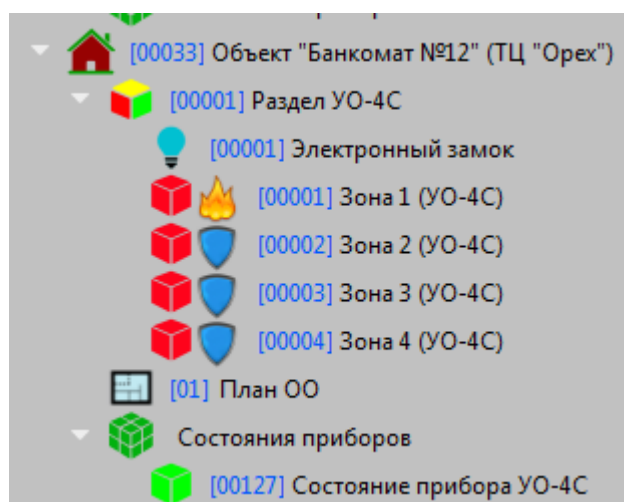 [00033] Объект "Банкомат №12" (ТЦ "Орех")
[00001] Раздел УО-4С
[00001] Электронный замок
[00001] Зона 1 (УО-4С)
[00002] Зона 2 (УО-4С)
[00003] Зона 3 (УО-4С)
[00004] Зона 4 (УО-4С)
[01] План ОО
Состояния приборов
[00127] Состояние прибора УО-4С